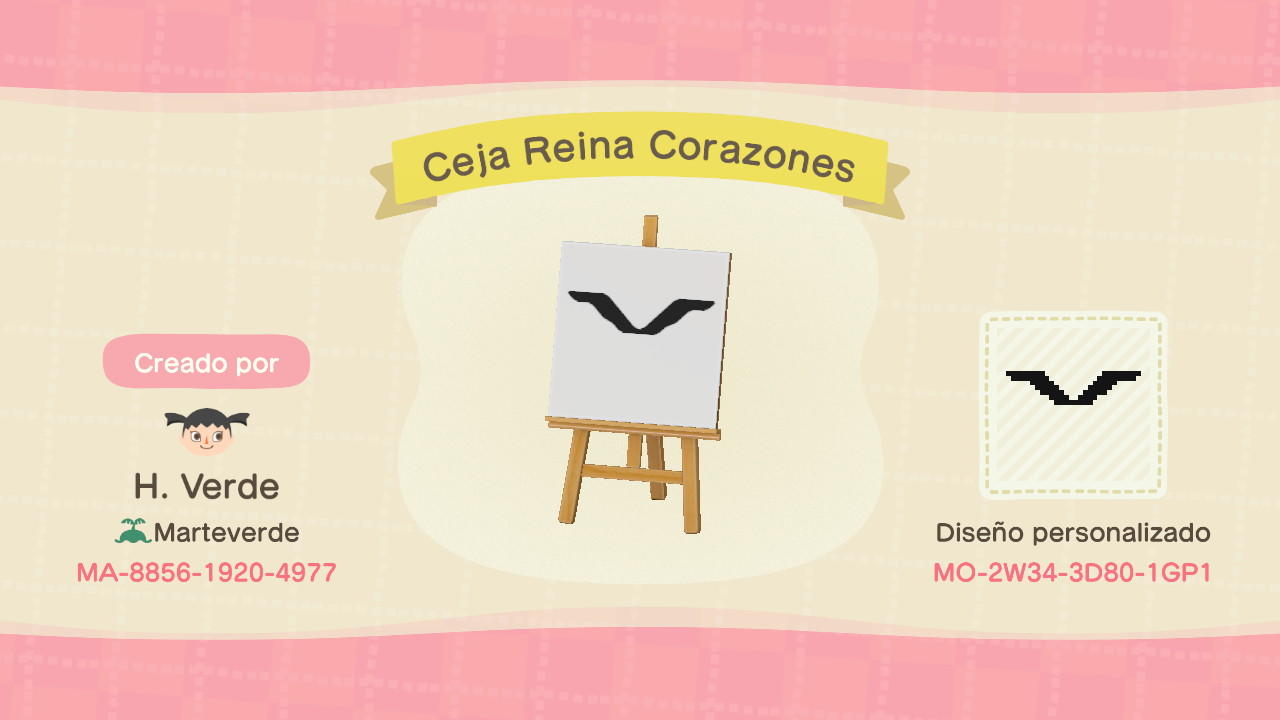 Ceja Reina Corazones
Creado por
H. Verde
Marteverde
MA-8856-1920-4977
Diseño personalizado
MO-2W34-3D80-1GP1